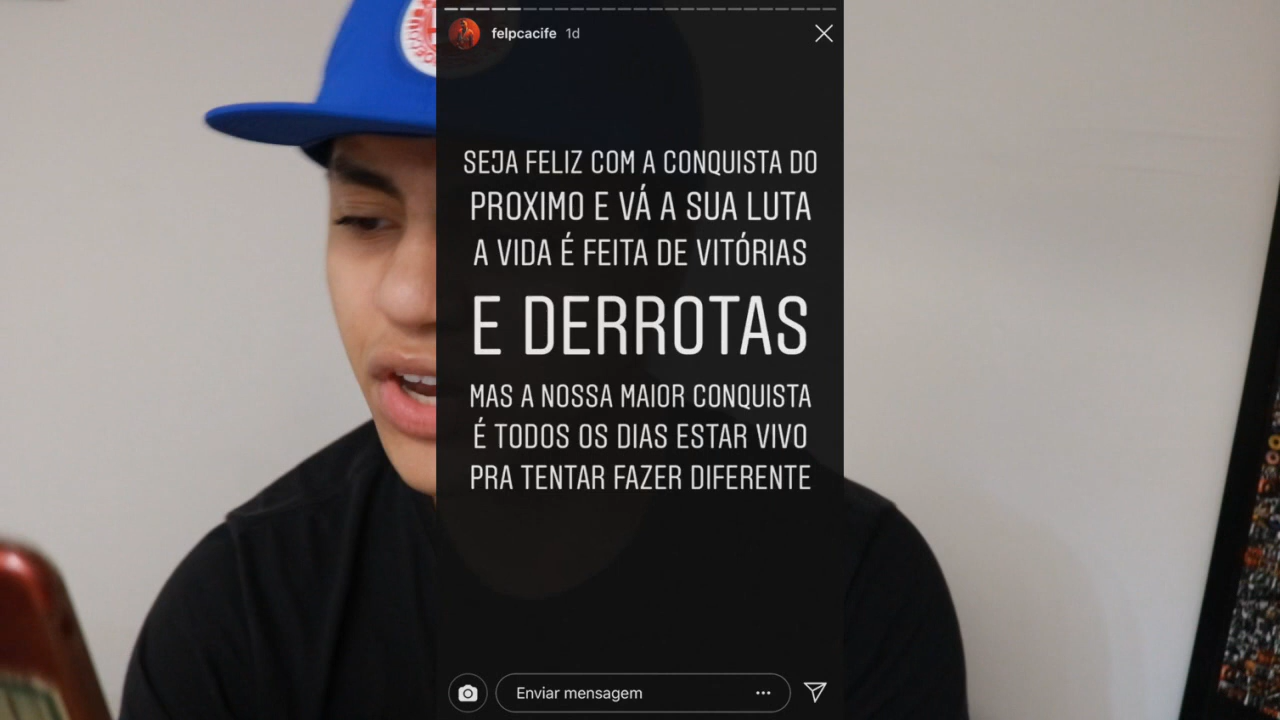 felpcacife 1d
SEJA FELIZ COM A CONQUISTA DO
PROXIMO E VÁ A SUA LUTA
A VIDA É FEITA DE VITÓRIAS
E DERROTAS
MAS A NOSSA MAIOR CONQUISTA
É TODOS OS DIAS ESTAR VIVO
PRA TENTAR FAZER DIFERENTE
Enviar mensagem